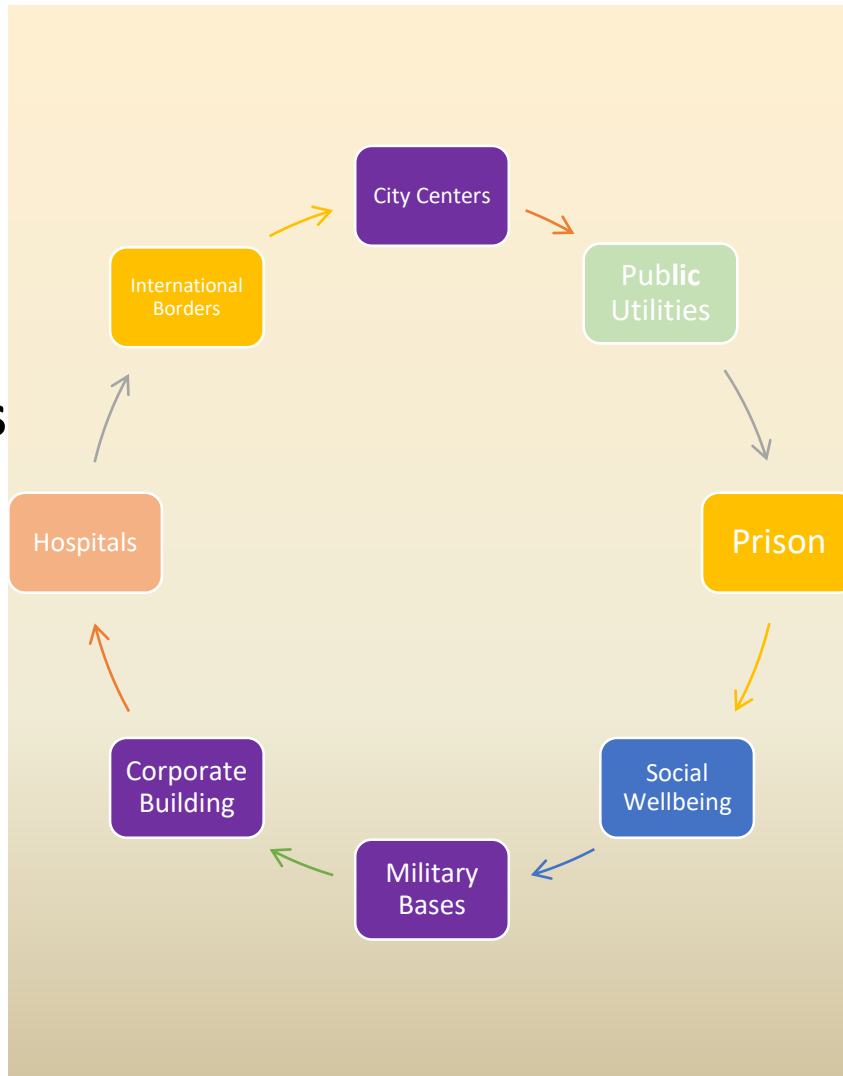 City Centers
Public
Utilities
Prison
Social
Wellbeing
Military
Bases
Corporate
Building
Hospitals
International
Borders
s